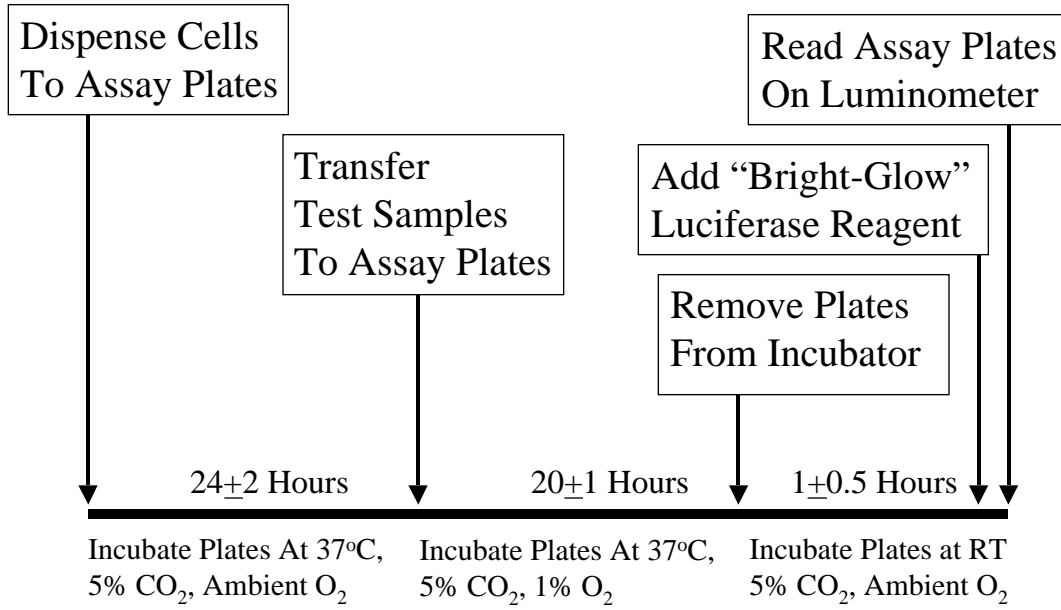 Dispense Cells
To Assay Plates
Read Assay Plates
On Luminometer
Transfer
Test Samples
To Assay Plates
Add “Bright-Glow”
Luciferase Reagent
Remove Plates
From Incubator
24±2 Hours
20±1 Hours
1±0.5 Hours
Incubate Plates At 37°C,
5% CO₂, Ambient O₂
Incubate Plates At 37°C,
5% CO₂, 1% O₂
Incubate Plates at RT
5% CO₂, Ambient O₂